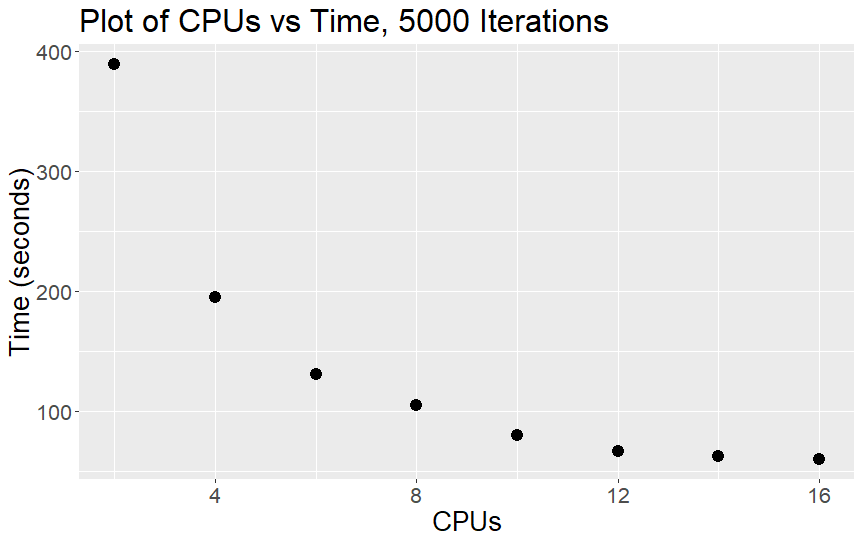 Plot of CPUs vs Time, 5000 Iterations
400
300
200
100
Time (seconds)
4 8 12 16
CPUs